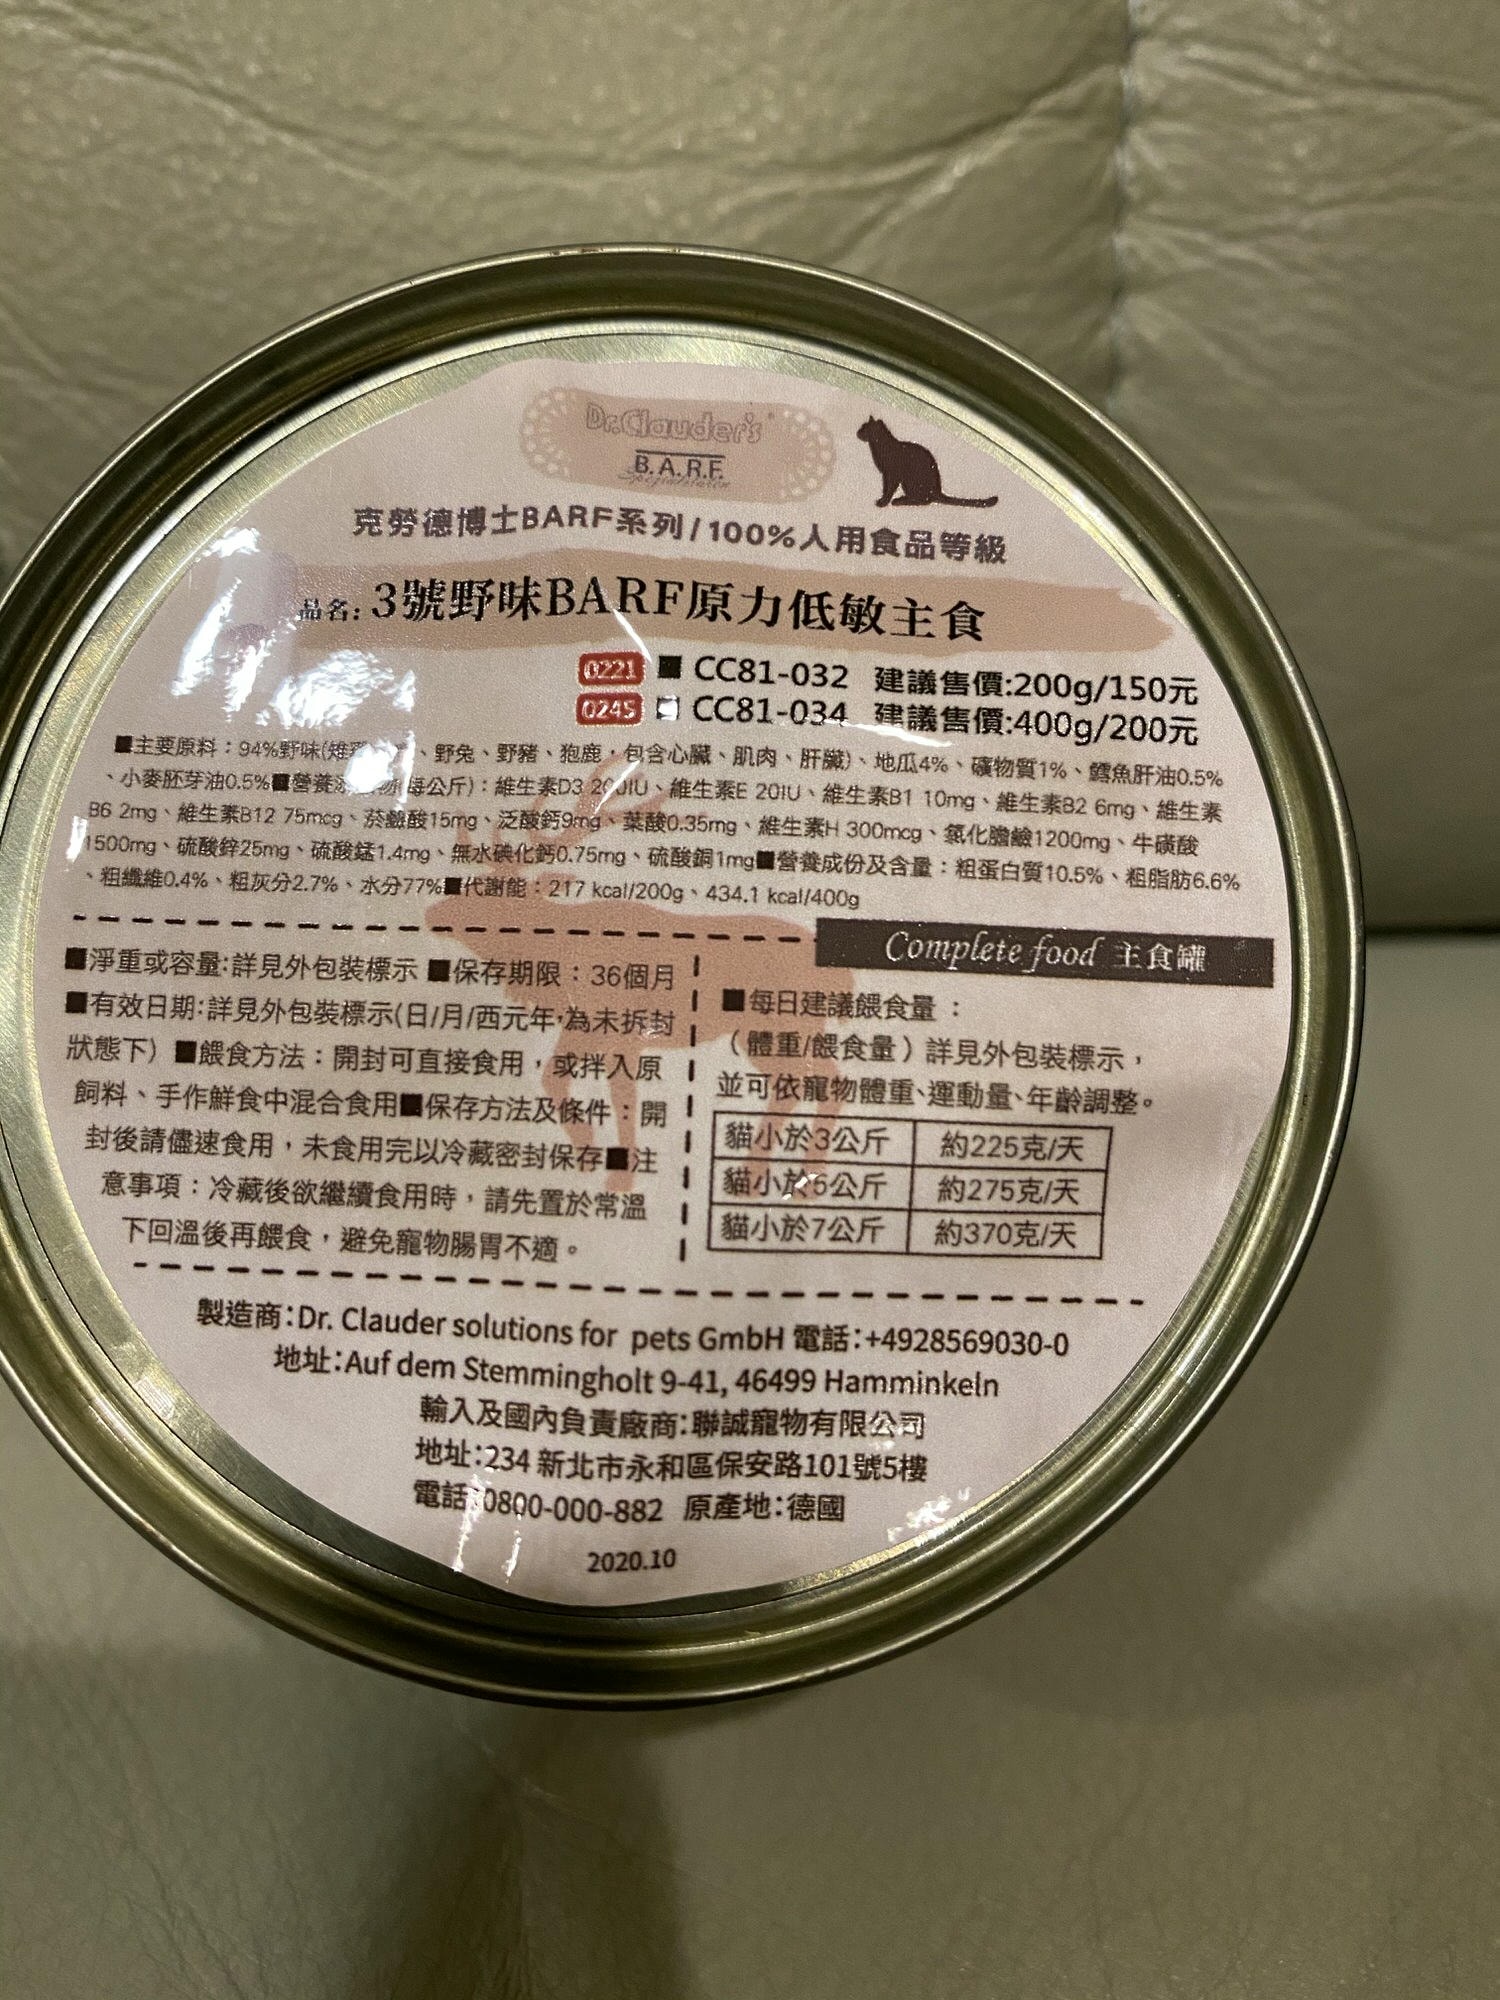 Dr.Clauder's
B.A.R.F.
克勞德博士BARF系列/100%人用食品等級
品名: 3號野味BARF原力低敏主食
0221 ■ CC81-032 建議售價:200g/150元
0245 □ CC81-034 建議售價:400g/200元
■主要原料：94%野味(雉 、野兔、野豬、狍鹿，包含心臟、肌肉、肝臟)、地瓜4%、礦物質1%、鱈魚肝油0.5%
、小麥胚芽油0.5%■營養添 (每公斤)：維生素D3 200IU、維生素E 20IU、維生素B1 10mg、維生素B2 6mg、維生素
B6 2mg、維生素B12 75mcg、菸鹼酸15mg、泛酸鈣9mg、葉酸0.35mg、維生素H 300mcg、氯化膽鹼1200mg、牛磺酸
1500mg、硫酸鋅25mg、硫酸錳1.4mg、無水碘化鈣0.75mg、硫酸銅1mg■營養成份及含量：粗蛋白質10.5%、粗脂肪6.6%
、粗纖維0.4%、粗灰分2.7%、水分77%■代謝能：217 kcal/200g、434.1 kcal/400g
Complete food 主食罐
■淨重或容量:詳見外包裝標示 ■保存期限：36個月
■有效日期:詳見外包裝標示(日/月/西元年,為未拆封
狀態下) ■餵食方法：開封可直接食用，或拌入原
飼料、手作鮮食中混合食用■保存方法及條件：開
封後請儘速食用，未食用完以冷藏密封保存■注
意事項：冷藏後欲繼續食用時，請先置於常溫
下回溫後再餵食，避免寵物腸胃不適。
■每日建議餵食量：
（體重/餵食量）詳見外包裝標示，
並可依寵物體重、運動量、年齡調整。
貓小於3公斤 約225克/天
貓小於6公斤 約275克/天
貓小於7公斤 約370克/天
製造商:Dr. Clauder solutions for pets GmbH 電話:+4928569030-0
地址:Auf dem Stemmingholt 9-41, 46499 Hamminkeln
輸入及國內負責廠商:聯誠寵物有限公司
地址:234 新北市永和區保安路101號5樓
電話:0800-000-882 原產地:德國
2020.10